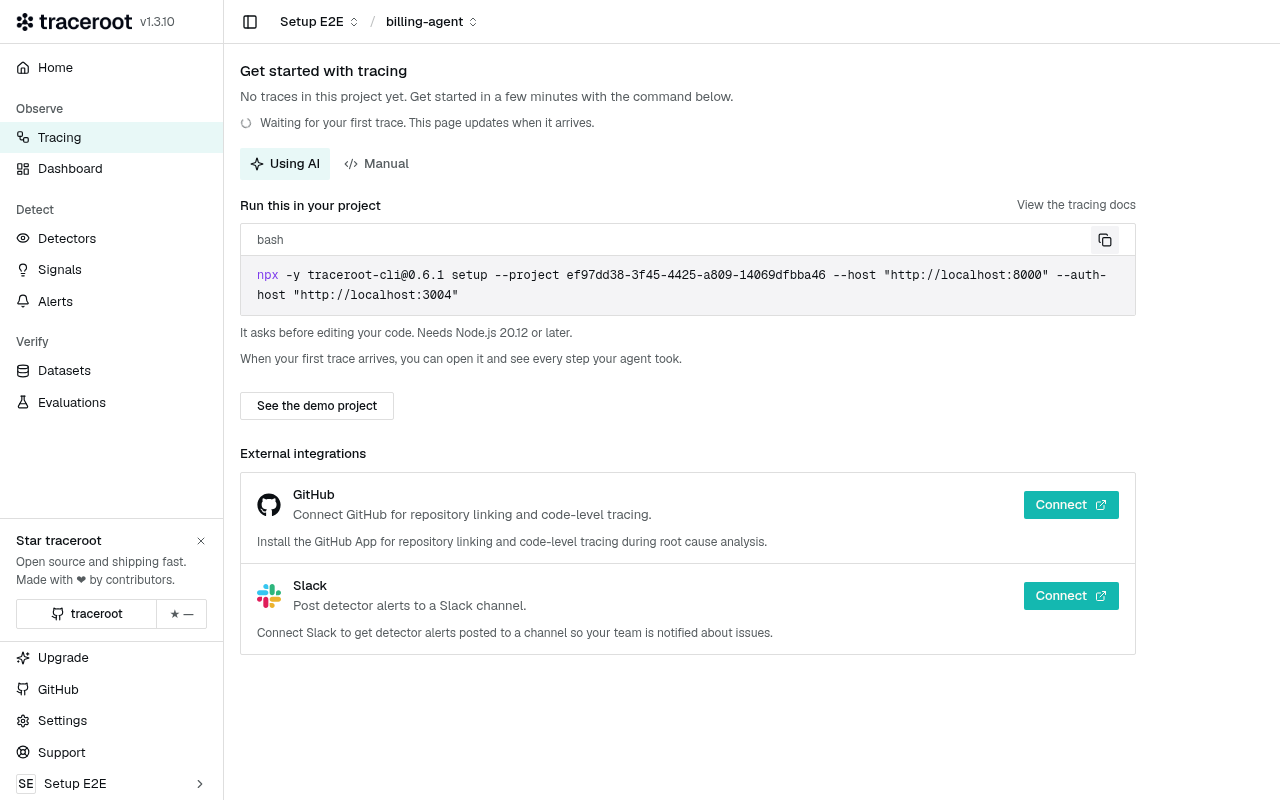 traceroot v1.3.10
Setup E2E / billing-agent
Home
Observe
Tracing
Dashboard
Detect
Detectors
Signals
Alerts
Verify
Datasets
Evaluations
Star traceroot
Open source and shipping fast.
Made with ❤ by contributors.
traceroot ★ —
Upgrade
GitHub
Settings
Support
SE Setup E2E
Get started with tracing
No traces in this project yet. Get started in a few minutes with the command below.
Waiting for your first trace. This page updates when it arrives.
Using AI Manual
Run this in your project View the tracing docs
bash
npx -y traceroot-cli@0.6.1 setup --project ef97dd38-3f45-4425-a809-14069dfbba46 --host "http://localhost:8000" --auth-
host "http://localhost:3004"
It asks before editing your code. Needs Node.js 20.12 or later.
When your first trace arrives, you can open it and see every step your agent took.
See the demo project
External integrations
GitHub
Connect GitHub for repository linking and code-level tracing.
Connect
Install the GitHub App for repository linking and code-level tracing during root cause analysis.
Slack
Post detector alerts to a Slack channel.
Connect
Connect Slack to get detector alerts posted to a channel so your team is notified about issues.